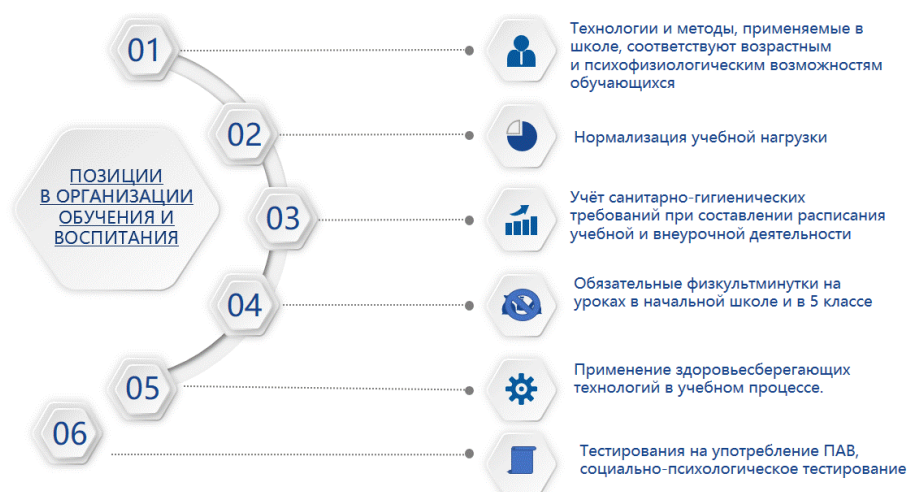 ПОЗИЦИИ
В ОРГАНИЗАЦИИ
ОБУЧЕНИЯ И
ВОСПИТАНИЯ
01
Технологии и методы, применяемые в
школе, соответствуют возрастным
и психофизиологическим возможностям
обучающихся
02
Нормализация учебной нагрузки
03
Учёт санитарно-гигиенических
требований при составлении расписания
учебной и внеурочной деятельности
04
Обязательные физкультминутки на
уроках в начальной школе и в 5 классе
05
Применение здоровьесберегающих
технологий в учебном процессе.
06
Тестирования на употребление ПАВ,
социально-психологическое тестирование